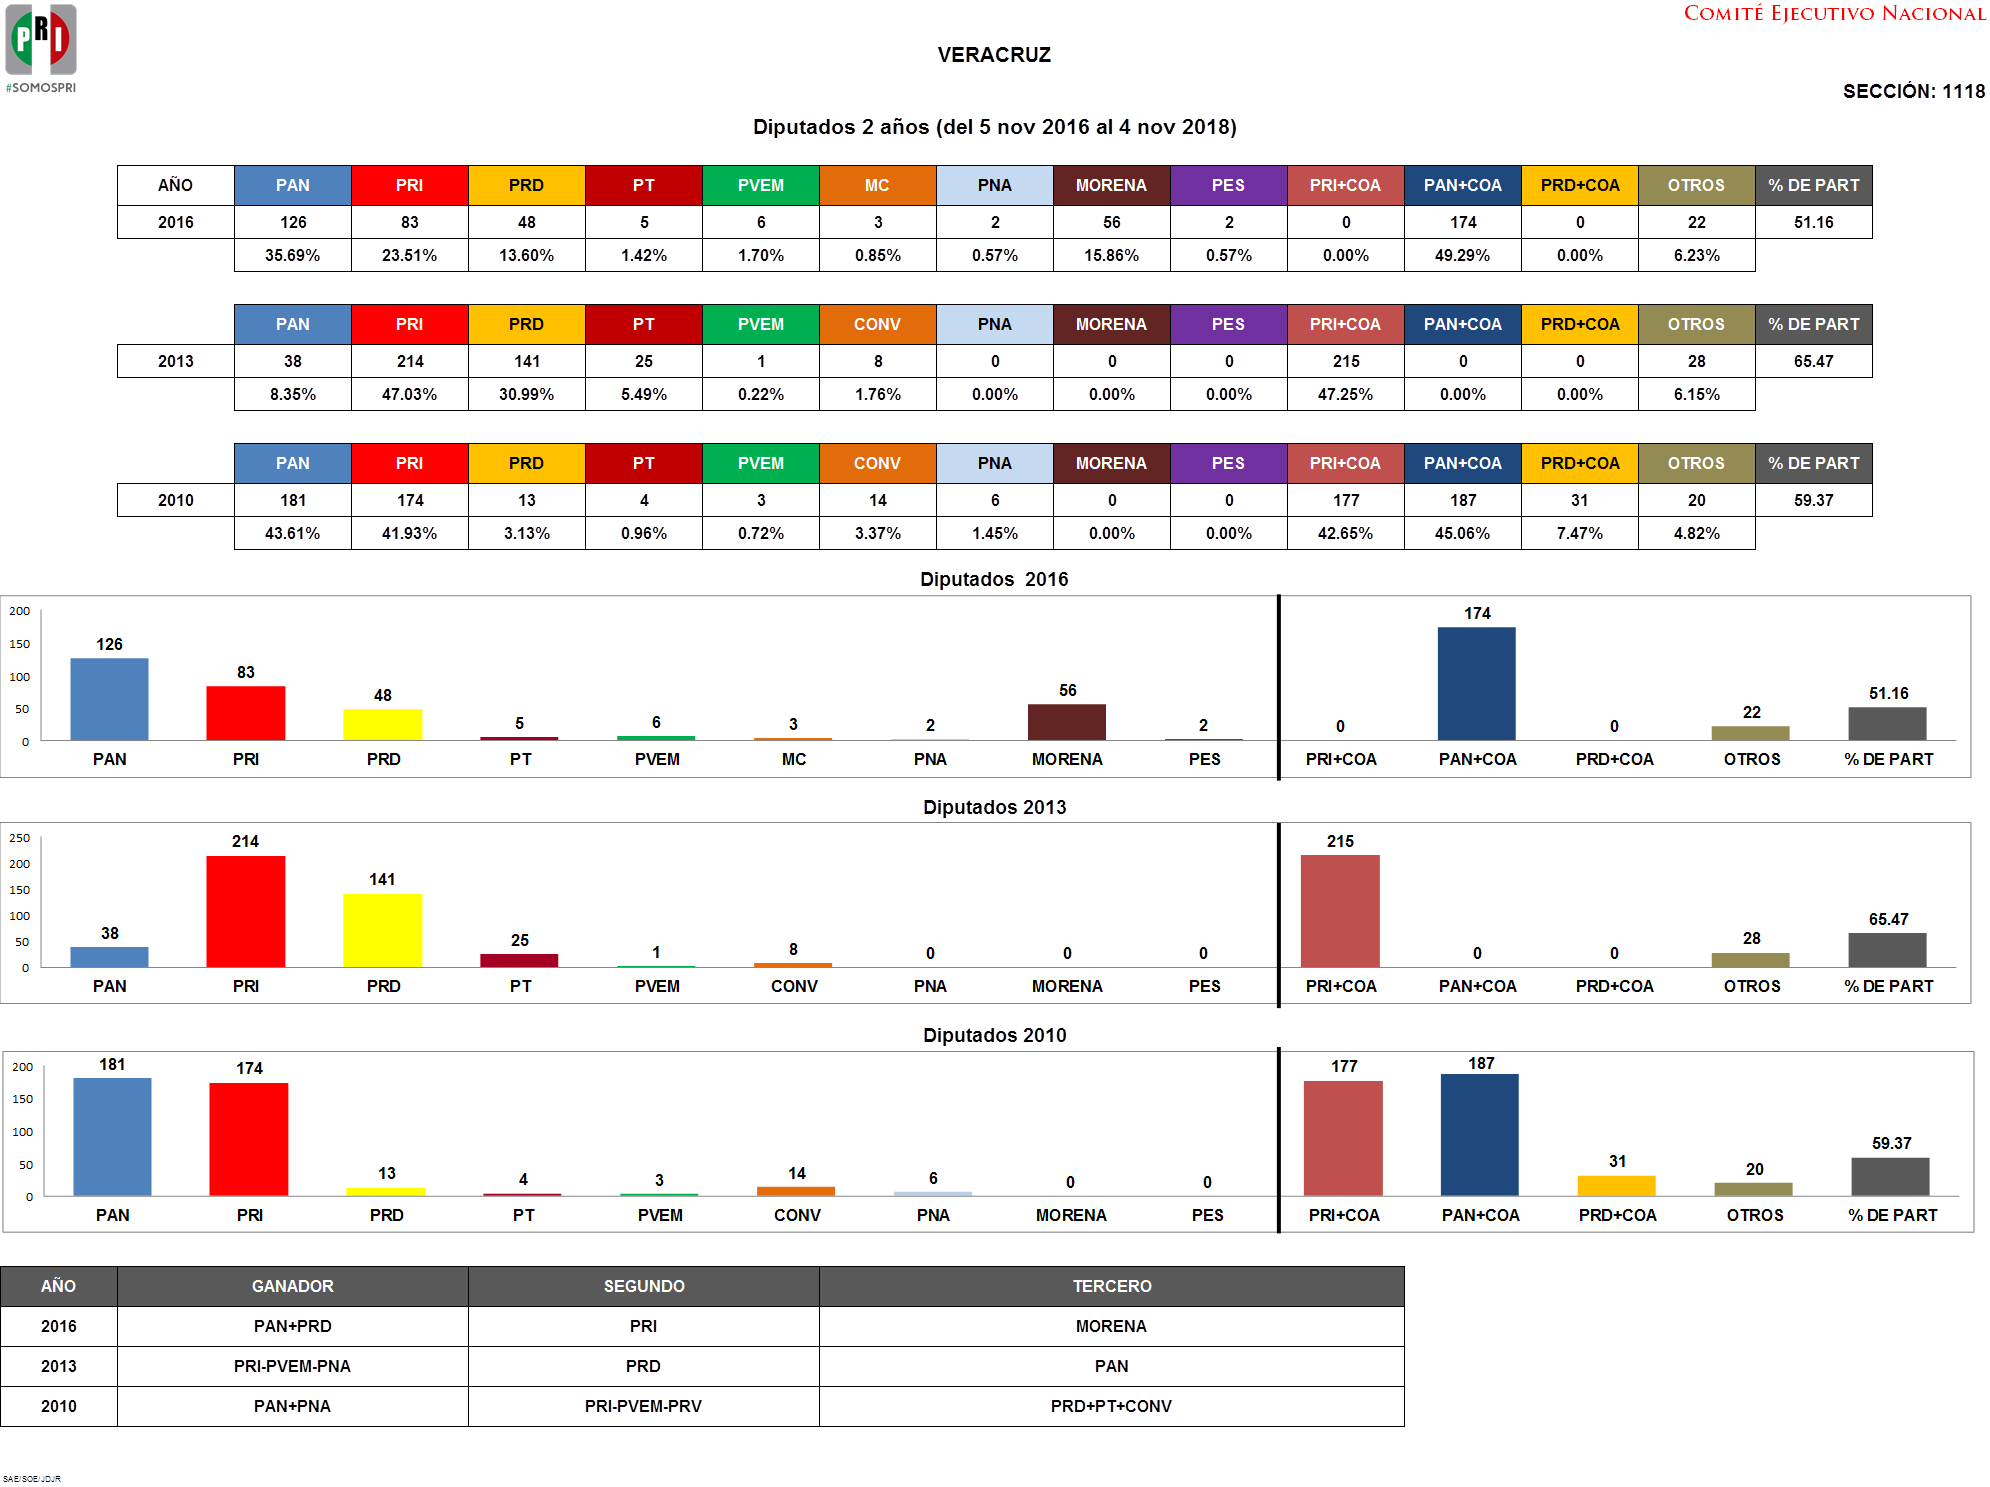 PRI
#SOMOSPRI
COMITÉ EJECUTIVO NACIONAL
VERACRUZ
SECCIÓN: 1118
Diputados 2 años (del 5 nov 2016 al 4 nov 2018)
AÑO PAN PRI PRD PT PVEM MC PNA MORENA PES PRI+COA PAN+COA PRD+COA OTROS % DE PART
2016 126 83 48 5 6 3 2 56 2 0 174 0 22 51.16
35.69% 23.51% 13.60% 1.42% 1.70% 0.85% 0.57% 15.86% 0.57% 0.00% 49.29% 0.00% 6.23%
PAN PRI PRD PT PVEM CONV PNA MORENA PES PRI+COA PAN+COA PRD+COA OTROS % DE PART
2013 38 214 141 25 1 8 0 0 0 215 0 0 28 65.47
8.35% 47.03% 30.99% 5.49% 0.22% 1.76% 0.00% 0.00% 0.00% 47.25% 0.00% 0.00% 6.15%
PAN PRI PRD PT PVEM CONV PNA MORENA PES PRI+COA PAN+COA PRD+COA OTROS % DE PART
2010 181 174 13 4 3 14 6 0 0 177 187 31 20 59.37
43.61% 41.93% 3.13% 0.96% 0.72% 3.37% 1.45% 0.00% 0.00% 42.65% 45.06% 7.47% 4.82%
Diputados 2016
200
150
100
50
0
126 83 48 5 6 3 2 56 2 0 174 0 22 51.16
PAN PRI PRD PT PVEM MC PNA MORENA PES PRI+COA PAN+COA PRD+COA OTROS % DE PART
Diputados 2013
250
200
150
100
50
0
38 214 141 25 1 8 0 0 0 215 0 0 28 65.47
PAN PRI PRD PT PVEM CONV PNA MORENA PES PRI+COA PAN+COA PRD+COA OTROS % DE PART
Diputados 2010
200
150
100
50
0
181 174 13 4 3 14 6 0 0 177 187 31 20 59.37
PAN PRI PRD PT PVEM CONV PNA MORENA PES PRI+COA PAN+COA PRD+COA OTROS % DE PART
AÑO GANADOR SEGUNDO TERCERO
2016 PAN+PRD PRI MORENA
2013 PRI-PVEM-PNA PRD PAN
2010 PAN+PNA PRI-PVEM-PRV PRD+PT+CONV
SAE/SOE/JDJR